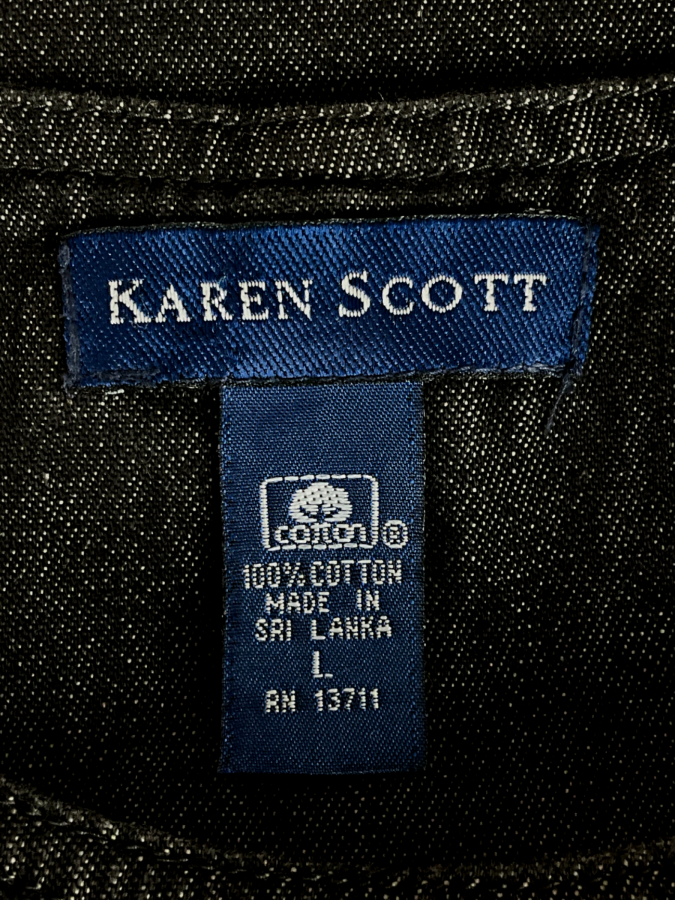 KAREN SCOTT
COTTON ®
100% COTTON
MADE IN
SRI LANKA
L
RN 13711